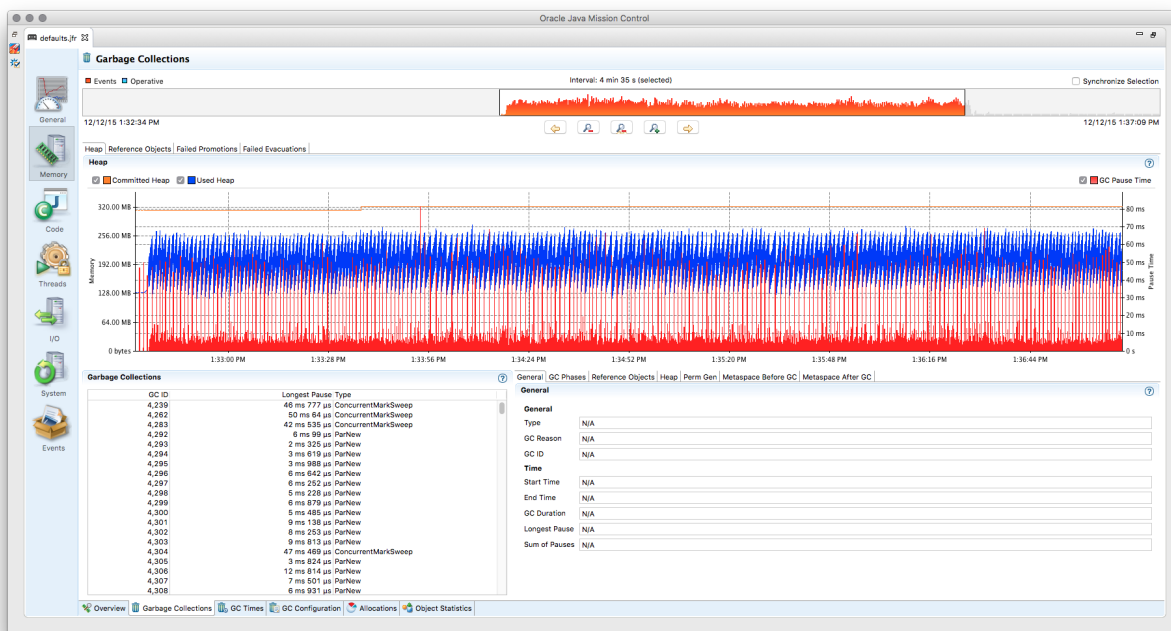 Oracle Java Mission Control
defaults.jfr
Garbage Collections
Events Operative Interval: 4 min 35 s (selected) Synchronize Selection
12/12/15 1:32:34 PM 12/12/15 1:37:09 PM
General
Memory
Code
Threads
I/O
System
Events
Heap Reference Objects Failed Promotions Failed Evacuations
Heap
Committed Heap Used Heap GC Pause Time
320.00 MB
256.00 MB
192.00 MB
128.00 MB
64.00 MB
0 bytes
Memory
80 ms
70 ms
60 ms
50 ms
40 ms
30 ms
20 ms
10 ms
0 s
Pause Time
1:33:00 PM 1:33:28 PM 1:33:56 PM 1:34:24 PM 1:34:52 PM 1:35:20 PM 1:35:48 PM 1:36:16 PM 1:36:44 PM
Garbage Collections
GC ID Longest Pause Type
4,239 46 ms 777 µs ConcurrentMarkSweep
4,262 50 ms 64 µs ConcurrentMarkSweep
4,283 42 ms 535 µs ConcurrentMarkSweep
4,292 6 ms 99 µs ParNew
4,293 2 ms 325 µs ParNew
4,294 3 ms 619 µs ParNew
4,295 3 ms 988 µs ParNew
4,296 6 ms 642 µs ParNew
4,297 6 ms 252 µs ParNew
4,298 5 ms 228 µs ParNew
4,299 6 ms 879 µs ParNew
4,300 5 ms 485 µs ParNew
4,301 9 ms 138 µs ParNew
4,302 8 ms 253 µs ParNew
4,303 9 ms 813 µs ParNew
4,304 47 ms 469 µs ConcurrentMarkSweep
4,305 3 ms 824 µs ParNew
4,306 12 ms 814 µs ParNew
4,307 7 ms 501 µs ParNew
4,308 6 ms 931 µs ParNew
General GC Phases Reference Objects Heap Perm Gen Metaspace Before GC Metaspace After GC
General
General
Type N/A
GC Reason N/A
GC ID N/A
Time
Start Time N/A
End Time N/A
GC Duration N/A
Longest Pause N/A
Sum of Pauses N/A
Overview Garbage Collections GC Times GC Configuration Allocations Object Statistics